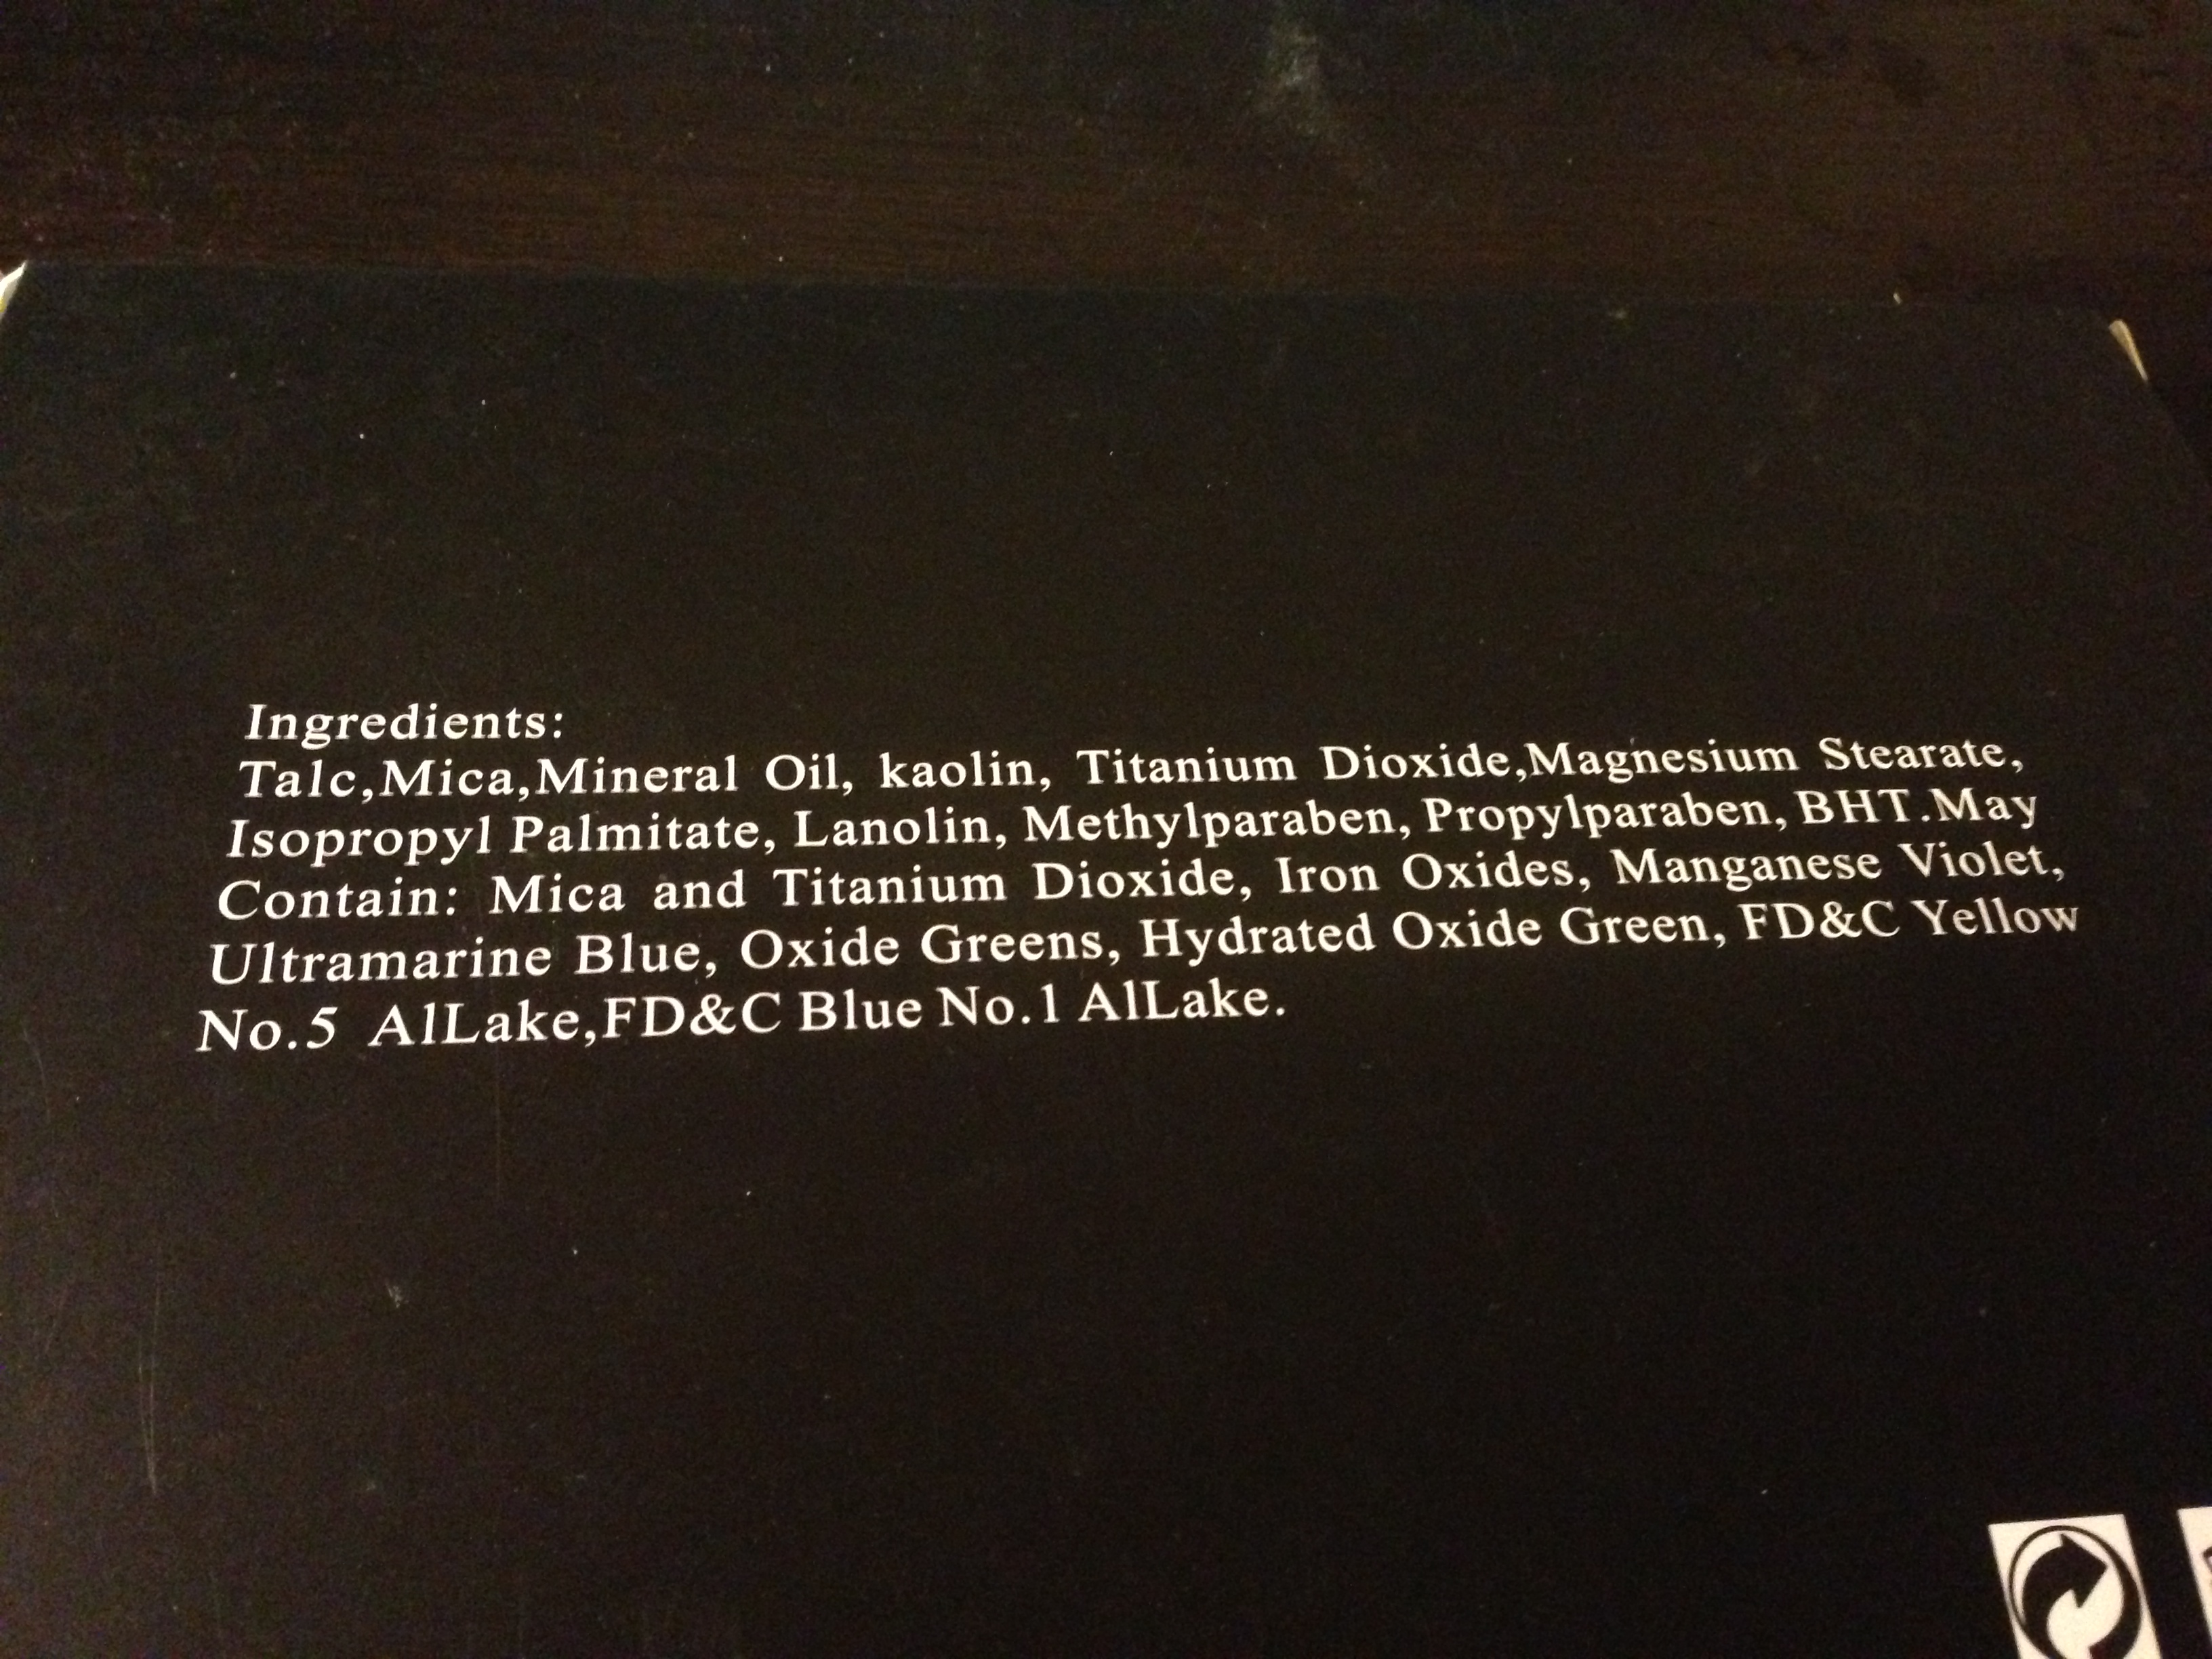 Ingredients:
Talc,Mica,Mineral Oil, kaolin, Titanium Dioxide,Magnesium Stearate,
Isopropyl Palmitate, Lanolin, Methylparaben, Propylparaben, BHT.May
Contain: Mica and Titanium Dioxide, Iron Oxides, Manganese Violet,
Ultramarine Blue, Oxide Greens, Hydrated Oxide Green, FD&C Yellow
No.5 AlLake,FD&C Blue No.1 AlLake.